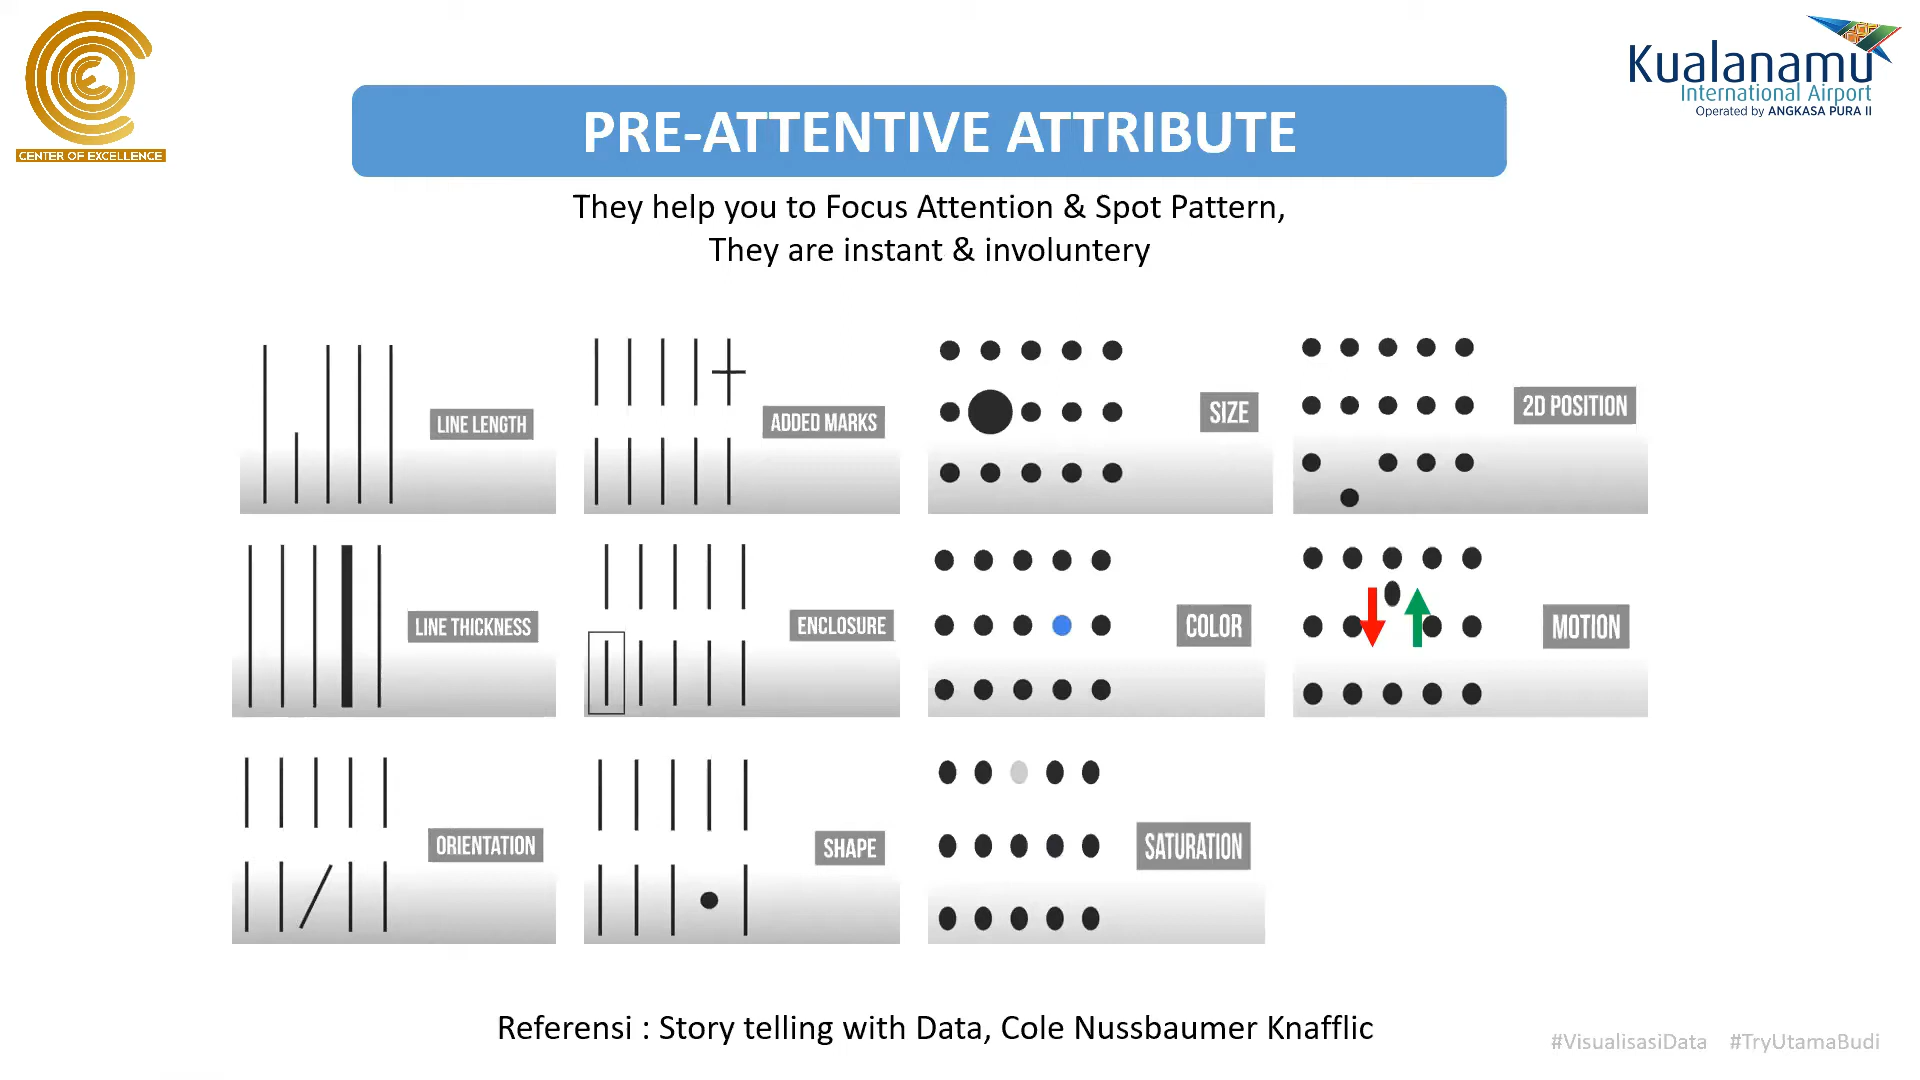 CENTER OF EXCELLENCE
Kualanamu
International Airport
Operated by ANGKASA PURA II
PRE-ATTENTIVE ATTRIBUTE
They help you to Focus Attention & Spot Pattern,
They are instant & involuntery
LINE LENGTH
ADDED MARKS
SIZE
2D POSITION
LINE THICKNESS
ENCLOSURE
COLOR
MOTION
ORIENTATION
SHAPE
SATURATION
Referensi : Story telling with Data, Cole Nussbaumer Knafflic
#VisualisasiData #TryUtamaBudi